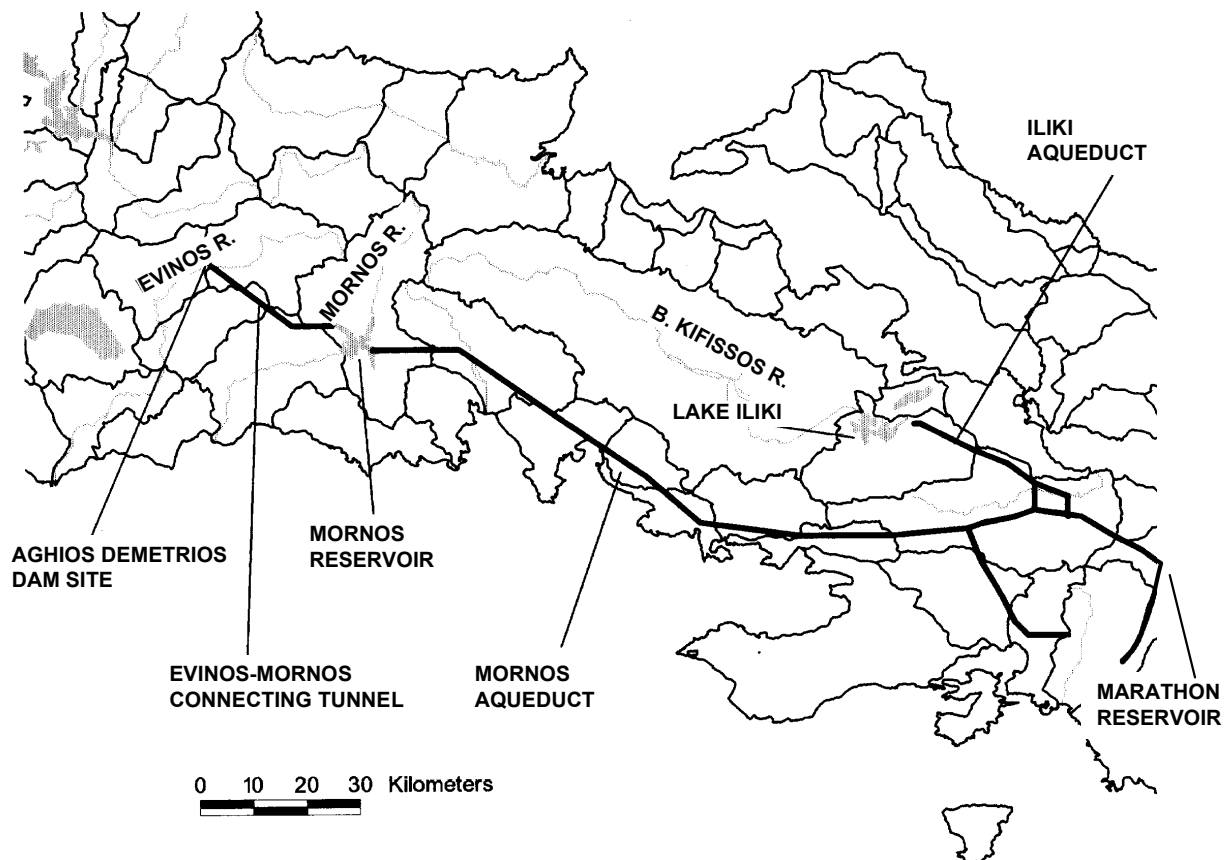 ILIKI
AQUEDUCT
EVINOS R.
MORNOS R.
B. KIFISSOS R.
LAKE ILIKI
AGHIOS DEMETRIOS
DAM SITE
MORNOS
RESERVOIR
EVINOS-MORNOS
CONNECTING TUNNEL
MORNOS
AQUEDUCT
MARATHON
RESERVOIR
0 10 20 30 Kilometers